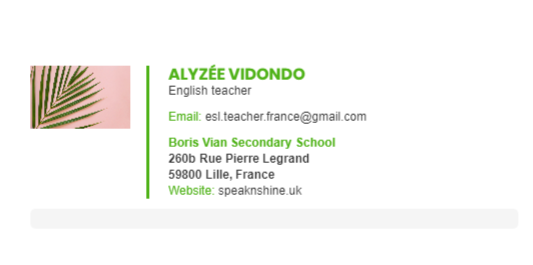 ALYZÉE VIDONDO
English teacher
Email: esl.teacher.france@gmail.com
Boris Vian Secondary School
260b Rue Pierre Legrand
59800 Lille, France
Website: speaknshine.uk